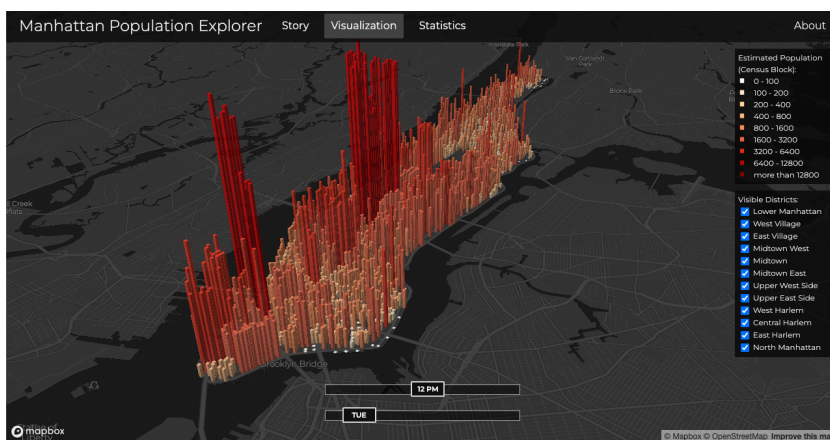 Manhattan Population Explorer Story Visualization Statistics About
Interstate Park
Van Cortlandt
Park
Bronx Park
Creek
Brooklyn Bridge
Estimated Population
(Census Block):
0 - 100
100 - 200
200 - 400
400 - 800
800 - 1600
1600 - 3200
3200 - 6400
6400 - 12800
more than 12800
Visible Districts:
Lower Manhattan
West Village
East Village
Midtown West
Midtown
Midtown East
Upper West Side
Upper East Side
West Harlem
Central Harlem
East Harlem
North Manhattan
12 PM
TUE
mapbox
© Mapbox © OpenStreetMap Improve this ma